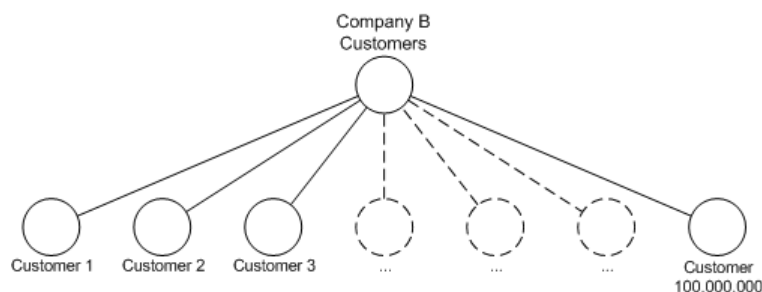 Company B
Customers
Customer 1
Customer 2
Customer 3
...
...
...
Customer
100.000.000